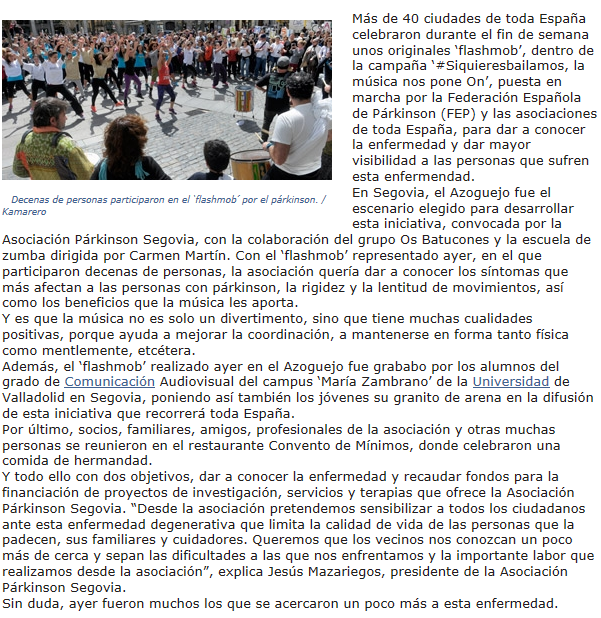 Más de 40 ciudades de toda España
celebraron durante el fin de semana
unos originales ‘flashmob’, dentro de
la campaña ‘#Siquieresbailamos, la
música nos pone On’, puesta en
marcha por la Federación Española
de Párkinson (FEP) y las asociaciones
de toda España, para dar a conocer
la enfermedad y dar mayor
visibilidad a las personas que sufren
esta enfermendad.
Decenas de personas participaron en el ‘flashmob’ por el párkinson. /
Kamarero
En Segovia, el Azoguejo fue el
escenario elegido para desarrollar
esta iniciativa, convocada por la
Asociación Párkinson Segovia, con la colaboración del grupo Os Batucones y la escuela de
zumba dirigida por Carmen Martín. Con el ‘flashmob’ representado ayer, en el que
participaron decenas de personas, la asociación quería dar a conocer los síntomas que
más afectan a las personas con párkinson, la rigidez y la lentitud de movimientos, así
como los beneficios que la música les aporta.
Y es que la música no es solo un divertimento, sino que tiene muchas cualidades
positivas, porque ayuda a mejorar la coordinación, a mantenerse en forma tanto física
como mentlemente, etcétera.
Además, el ‘flashmob’ realizado ayer en el Azoguejo fue grababo por los alumnos del
grado de Comunicación Audiovisual del campus ‘María Zambrano’ de la Universidad de
Valladolid en Segovia, poniendo así también los jóvenes su granito de arena en la difusión
de esta iniciativa que recorrerá toda España.
Por último, socios, familiares, amigos, profesionales de la asociación y otras muchas
personas se reunieron en el restaurante Convento de Mínimos, donde celebraron una
comida de hermandad.
Y todo ello con dos objetivos, dar a conocer la enfermedad y recaudar fondos para la
financiación de proyectos de investigación, servicios y terapias que ofrece la Asociación
Párkinson Segovia. “Desde la asociación pretendemos sensibilizar a todos los ciudadanos
ante esta enfermedad degenerativa que limita la calidad de vida de las personas que la
padecen, sus familiares y cuidadores. Queremos que los vecinos nos conozcan un poco
más de cerca y sepan las dificultades a las que nos enfrentamos y la importante labor que
realizamos desde la asociación”, explica Jesús Mazariegos, presidente de la Asociación
Párkinson Segovia.
Sin duda, ayer fueron muchos los que se acercaron un poco más a esta enfermedad.